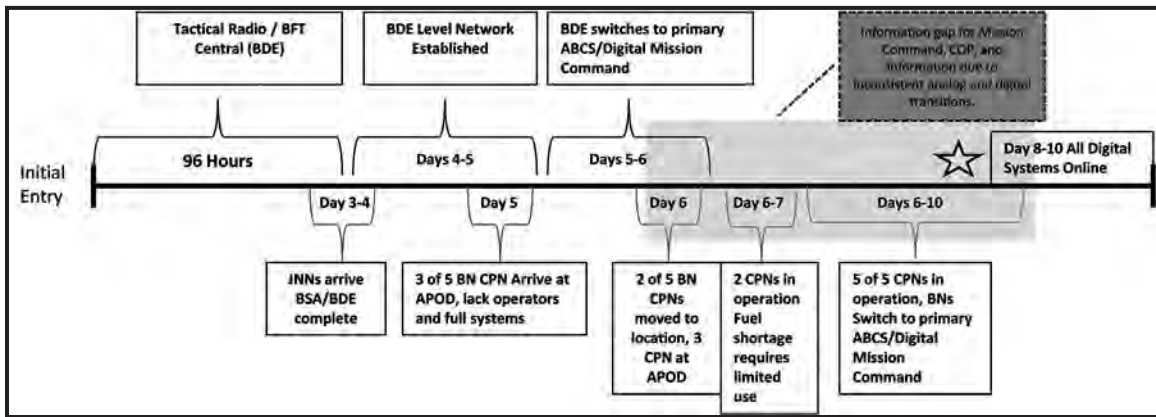 Tactical Radio / BFT
Central (BDE)
BDE Level Network
Established
BDE switches to primary
ABCS/Digital Mission
Command
Information gap for Mission
Command, COP, and
information due to
inconsistent analog and digital
transitions.
Initial
Entry
96 Hours
Days 4-5
Days 5-6
Day 8-10 All Digital
Systems Online
Day 3-4
Day 5
Day 6
Day 6-7
Days 6-10
JNNs arrive
BSA/BDE
complete
3 of 5 BN CPN Arrive at
APOD, lack operators
and full systems
2 of 5 BN
CPNs
moved to
location, 3
CPN at
APOD
2 CPNs in
operation
Fuel
shortage
requires
limited
use
5 of 5 CPNs in
operation, BNs
Switch to primary
ABCS/Digital
Mission
Command